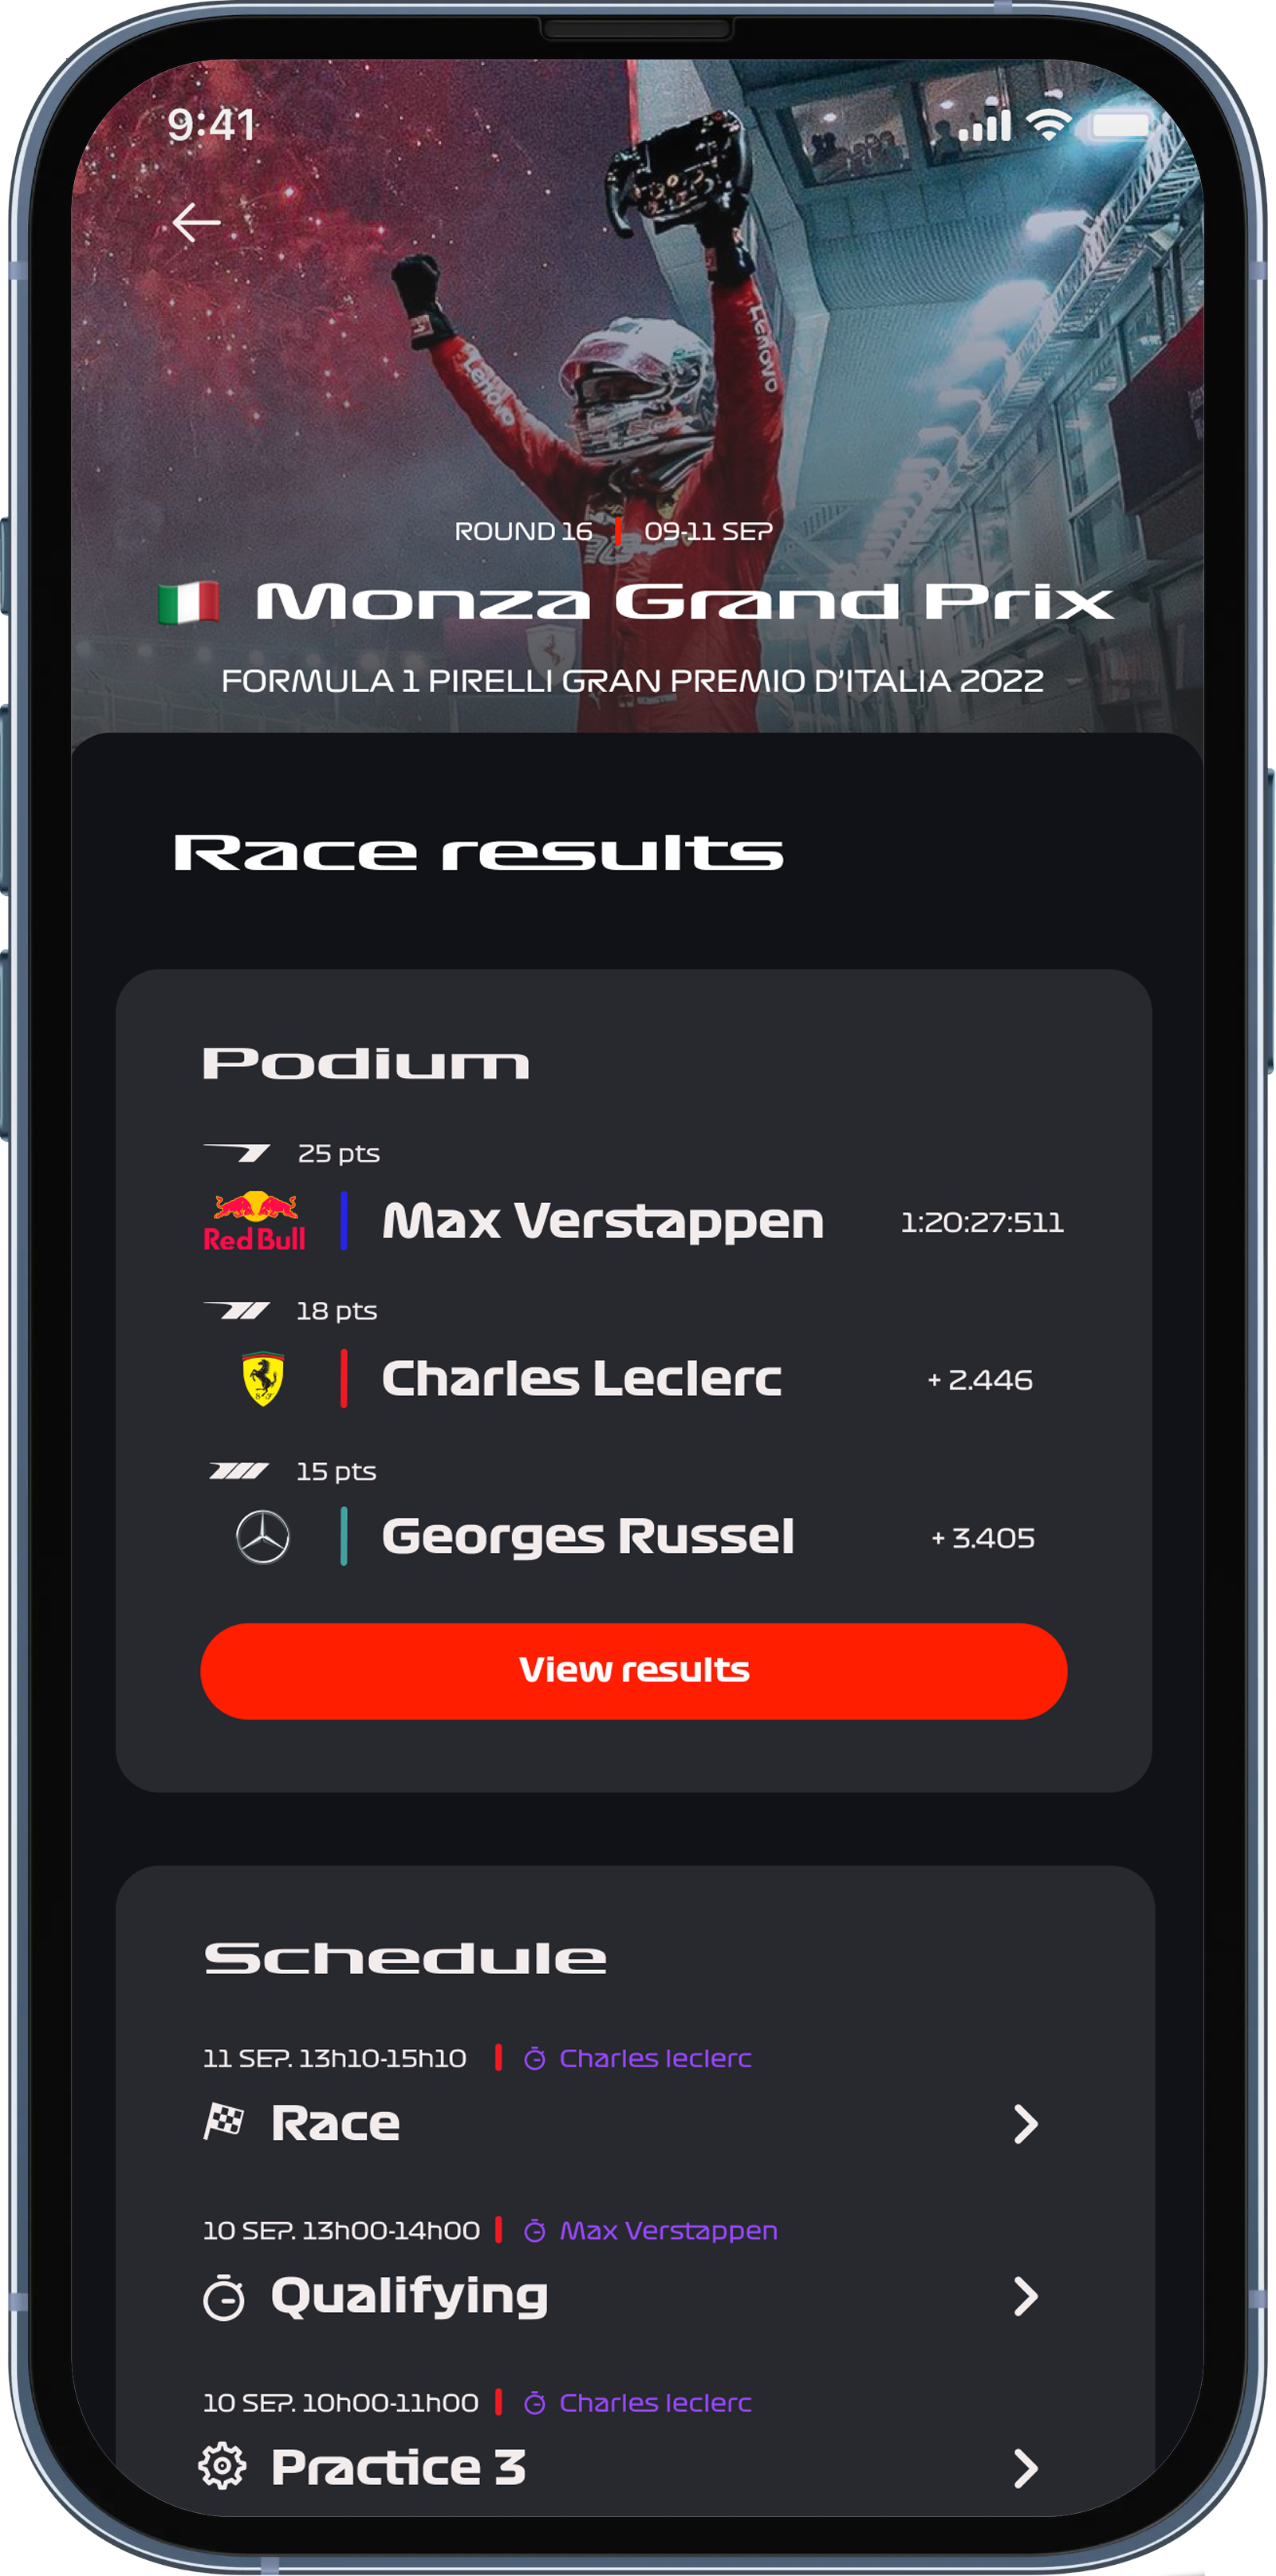 9:41
Lenovo
Lenovo
ROUND 16 09-11 SEP
Monza Grand Prix
FORMULA 1 PIRELLI GRAN PREMIO D'ITALIA 2022
Race results
Podium
25 pts
Red Bull
Max Verstappen 1:20:27:511
18 pts
Charles Leclerc + 2.446
15 pts
Georges Russel + 3.405
View results
Schedule
11 SEP. 13h10-15h10 Charles leclerc
Race
10 SEP. 13h00-14h00 Max Verstappen
Qualifying
10 SEP. 10h00-11h00 Charles leclerc
Practice 3